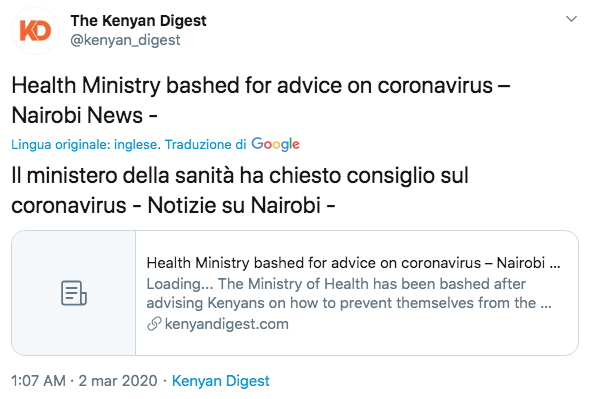 KD
The Kenyan Digest
@kenyan_digest
Health Ministry bashed for advice on coronavirus –
Nairobi News -
Lingua originale: inglese. Traduzione di Google
Il ministero della sanità ha chiesto consiglio sul
coronavirus - Notizie su Nairobi -
Health Ministry bashed for advice on coronavirus – Nairobi ...
Loading... The Ministry of Health has been bashed after
advising Kenyans on how to prevent themselves from the ...
kenyandigest.com
1:07 AM · 2 mar 2020 · Kenyan Digest